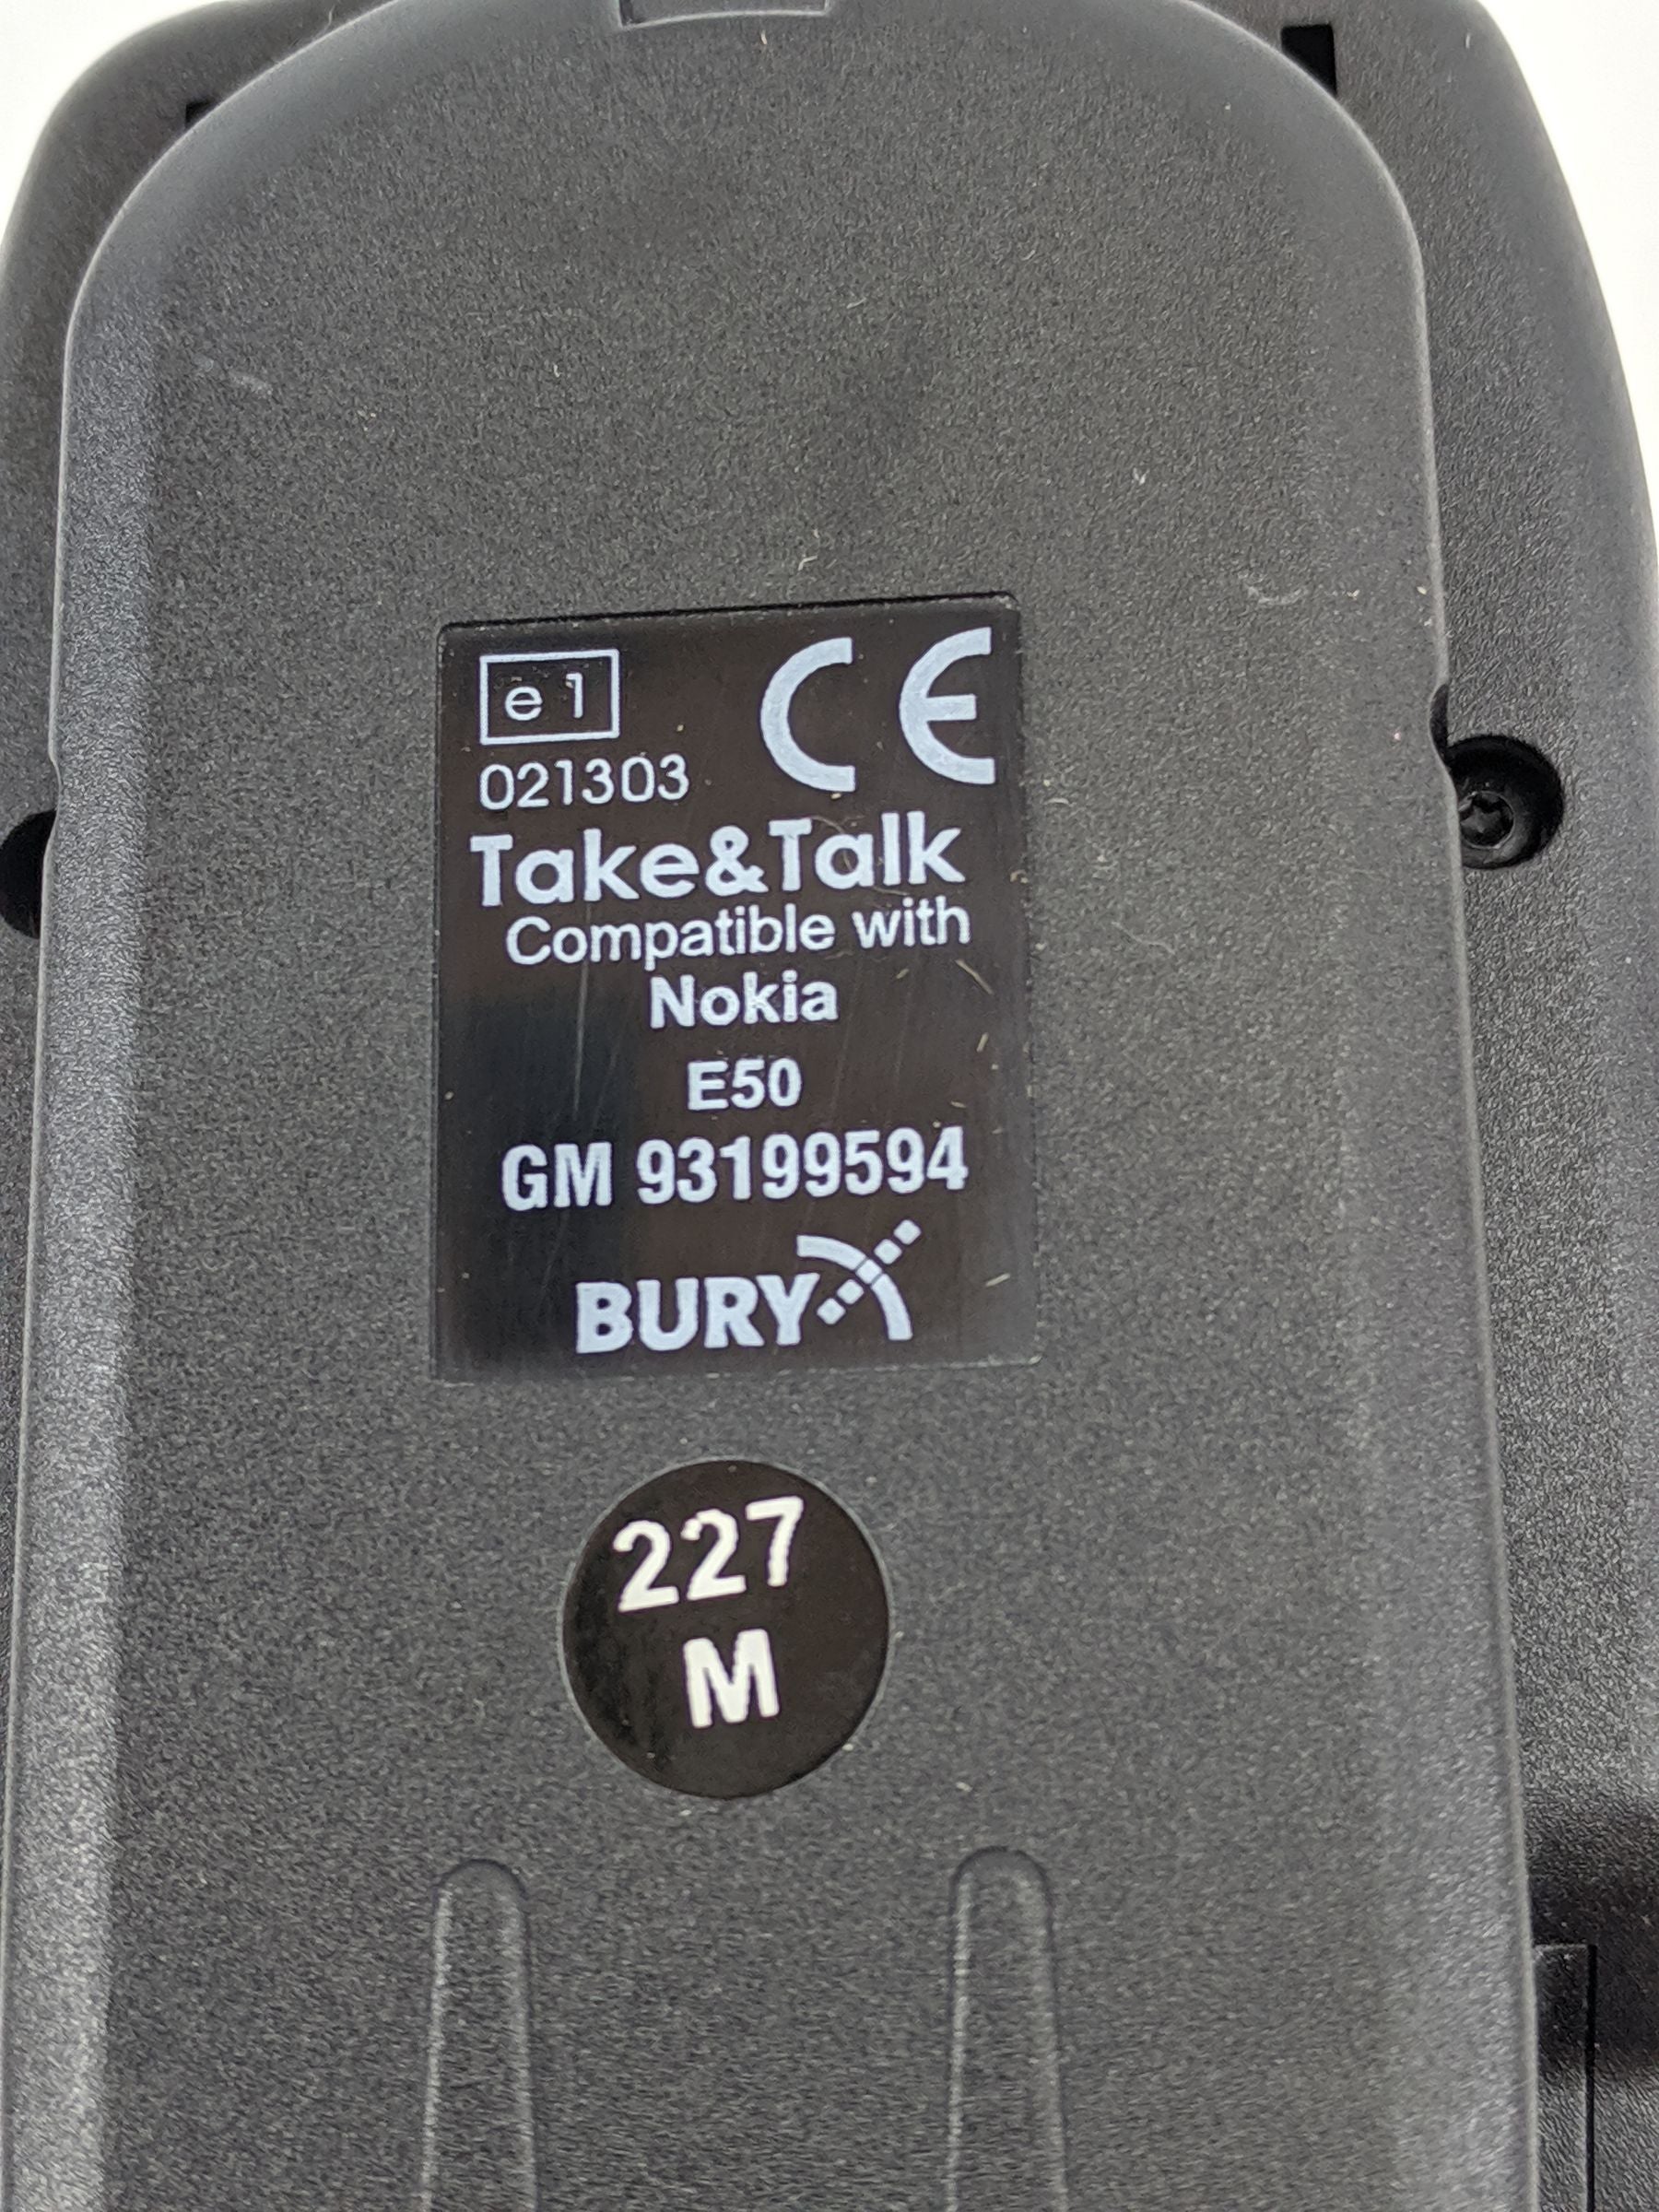 e1
CE
021303
Take&Talk
Compatible with
Nokia
E50
GM 93199594
BURY
227
M